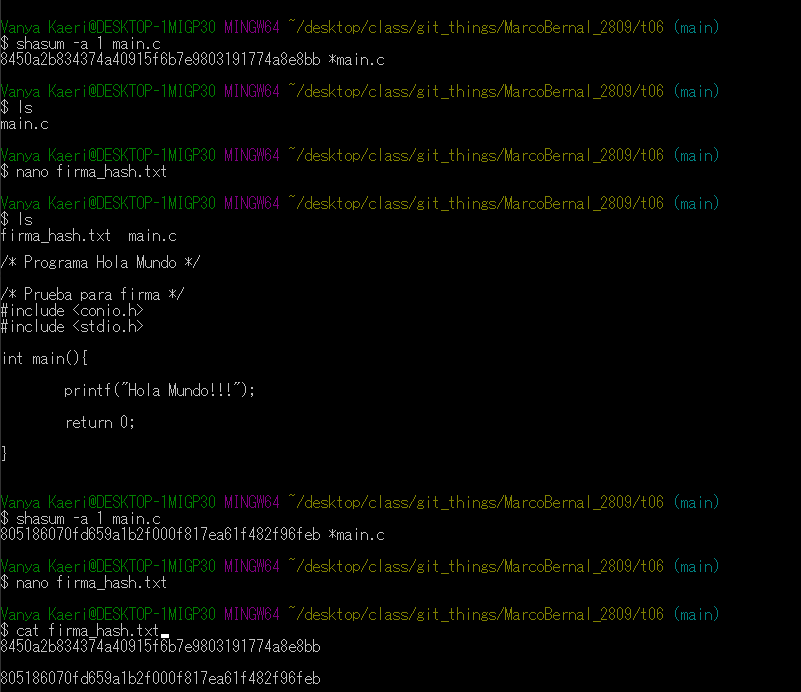 Vanya Kaeri@DESKTOP-1MIGP30 MINGW64 ~/desktop/class/git_things/MarcoBernal_2809/t06 (main)
$ shasum -a 1 main.c
8450a2b834374a40915f6b7e9803191774a8e8bb *main.c
Vanya Kaeri@DESKTOP-1MIGP30 MINGW64 ~/desktop/class/git_things/MarcoBernal_2809/t06 (main)
$ ls
main.c
Vanya Kaeri@DESKTOP-1MIGP30 MINGW64 ~/desktop/class/git_things/MarcoBernal_2809/t06 (main)
$ nano firma_hash.txt
Vanya Kaeri@DESKTOP-1MIGP30 MINGW64 ~/desktop/class/git_things/MarcoBernal_2809/t06 (main)
$ ls
firma_hash.txt  main.c
/* Programa Hola Mundo */
/* Prueba para firma */
#include <conio.h>
#include <stdio.h>
int main(){
printf("Hola Mundo!!!");
return 0;
}
Vanya Kaeri@DESKTOP-1MIGP30 MINGW64 ~/desktop/class/git_things/MarcoBernal_2809/t06 (main)
$ shasum -a 1 main.c
805186070fd659a1b2f000f817ea61f482f96feb *main.c
Vanya Kaeri@DESKTOP-1MIGP30 MINGW64 ~/desktop/class/git_things/MarcoBernal_2809/t06 (main)
$ nano firma_hash.txt
Vanya Kaeri@DESKTOP-1MIGP30 MINGW64 ~/desktop/class/git_things/MarcoBernal_2809/t06 (main)
$ cat firma_hash.txt
8450a2b834374a40915f6b7e9803191774a8e8bb
805186070fd659a1b2f000f817ea61f482f96feb